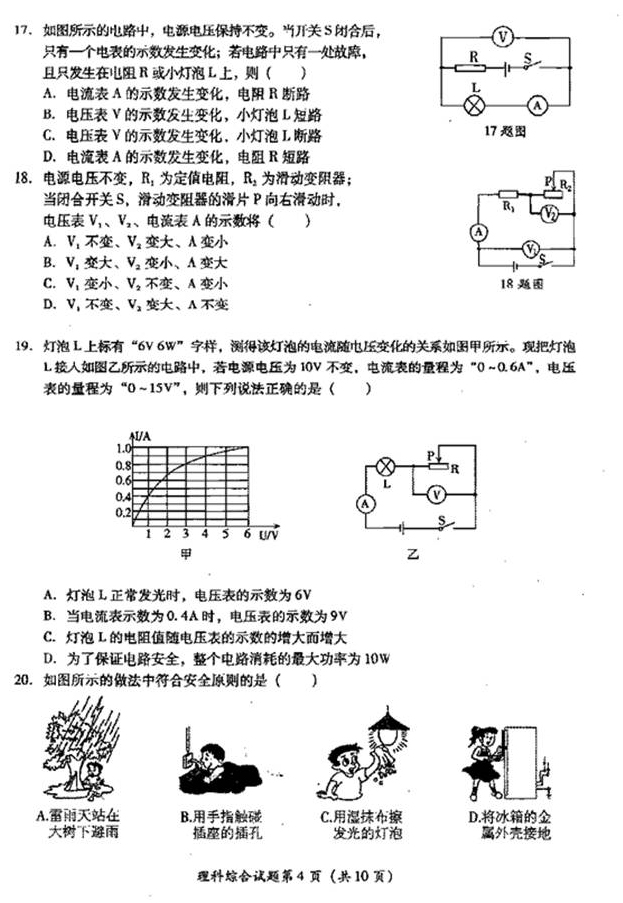 17. 如图所示的电路中，电源电压保持不变。当开关S闭合后，
只有一个电表的示数发生变化；若电路中只有一处故障，
且只发生在电阻R或小灯泡L上，则（　　）
A. 电流表A的示数发生变化，电阻R断路
B. 电压表V的示数发生变化，小灯泡L短路
C. 电压表V的示数发生变化，小灯泡L断路
D. 电流表A的示数发生变化，电阻R短路
V
R
S
L
A
17题图
18. 电源电压不变，R₁为定值电阻，R₂为滑动变阻器；
当闭合开关S，滑动变阻器的滑片P向右滑动时，
电压表V₁、V₂、电流表A的示数将（　　）
A. V₁不变、V₂变大、A变小
B. V₁变大、V₂变小、A变大
C. V₁变小、V₂不变、A变小
D. V₁不变、V₂变大、A不变
P
R₂
R₁
V₂
A
V₁
S
18题图
19. 灯泡L上标有“6V 6W”字样，测得该灯泡的电流随电压变化的关系如图甲所示。现把灯泡
L接入如图乙所示的电路中，若电源电压为10V不变，电流表的量程为“0~0.6A”，电压
表的量程为“0~15V”，则下列说法正确的是（　　）
I/A
1.0
0.8
0.6
0.4
0.2
1 2 3 4 5 6 U/V
甲
P
R
L
V
A
S
乙
A. 灯泡L正常发光时，电压表的示数为6V
B. 当电流表示数为0.4A时，电压表的示数为9V
C. 灯泡L的电阻值随电压表的示数的增大而增大
D. 为了保证电路安全，整个电路消耗的最大功率为10W
20. 如图所示的做法中符合安全原则的是（　　）
A.雷雨天站在
大树下避雨
B.用手指触碰
插座的插孔
C.用湿抹布擦
发光的灯泡
D.将冰箱的金
属外壳接地
理科综合试题第4页（共10页）